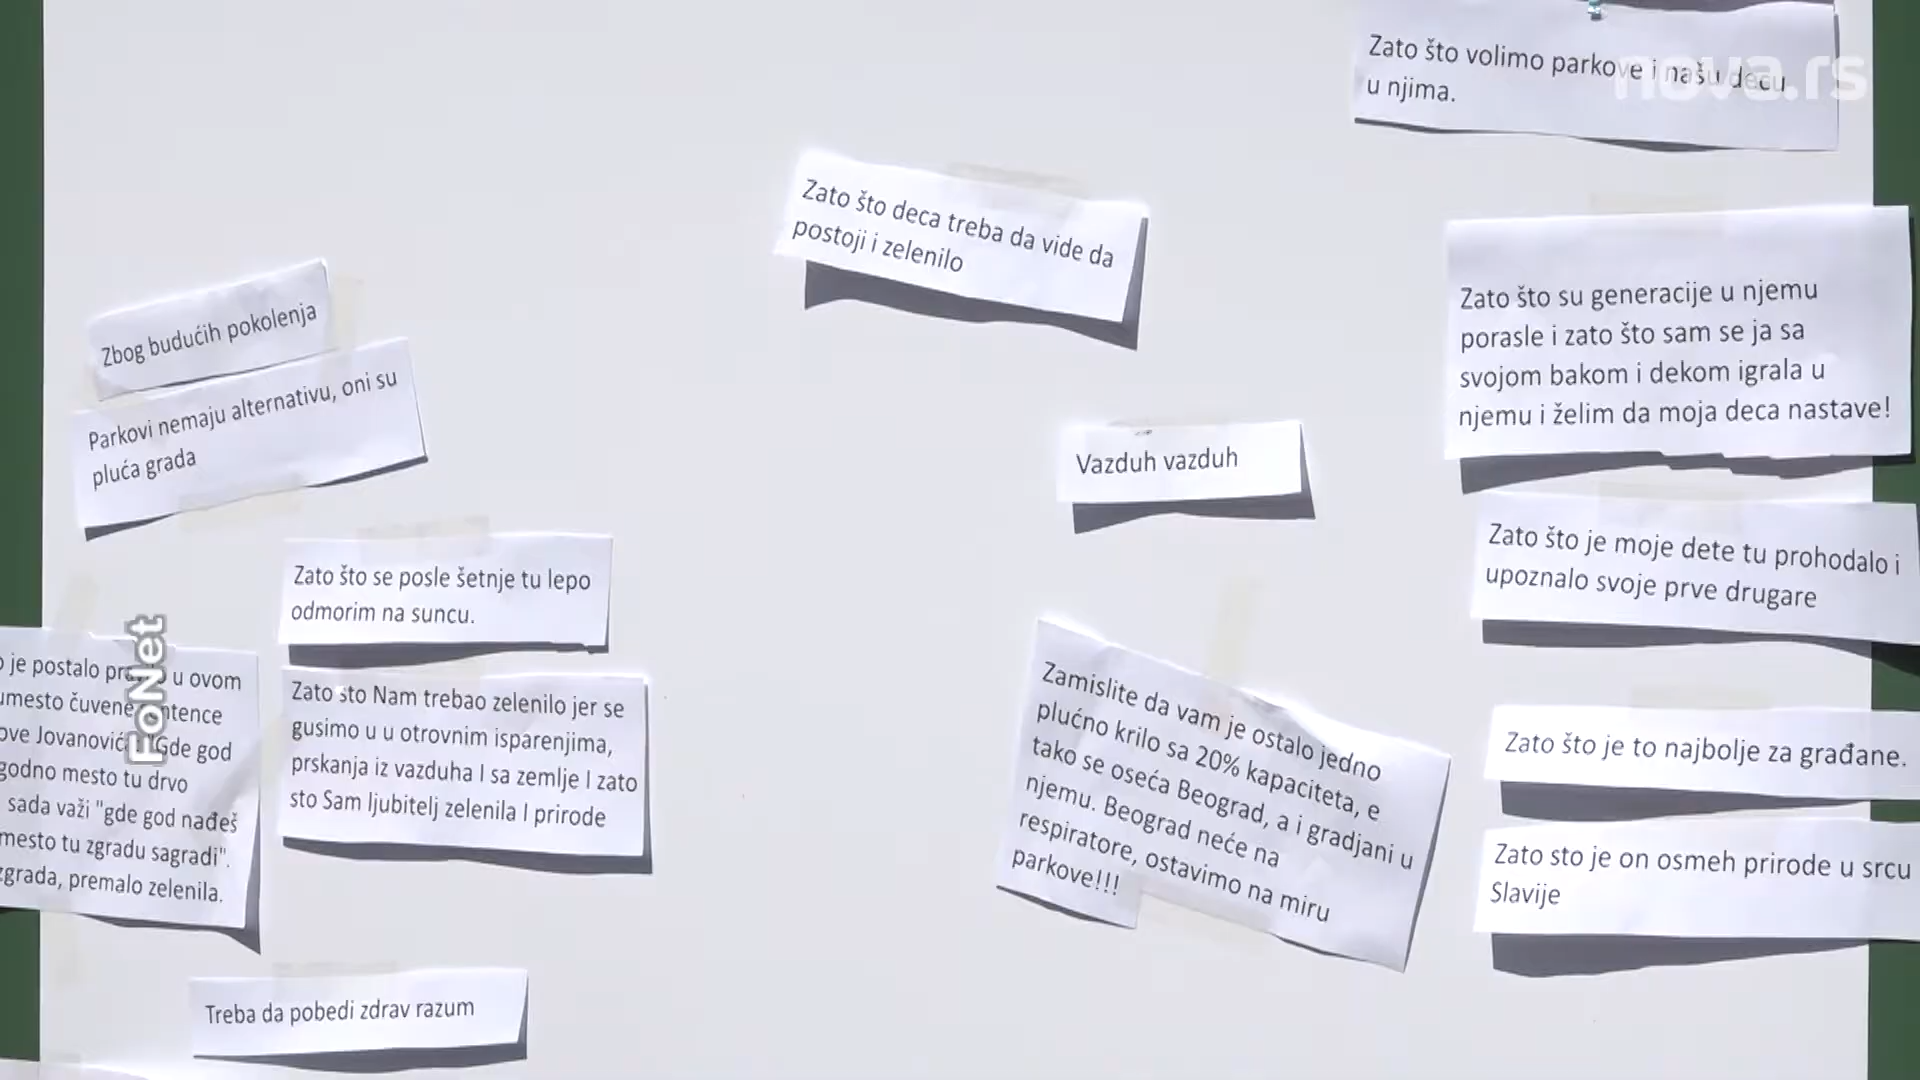 Zato što volimo parkove i našu decu
u njima.
nova.rs
Zato što deca treba da vide da
postoji i zelenilo
Zbog budućih pokolenja
Parkovi nemaju alternativu, oni su
pluća grada
Zato što su generacije u njemu
porasle i zato što sam se ja sa
svojom bakom i dekom igrala u
njemu i želim da moja deca nastave!
Vazduh vazduh
Zato što je moje dete tu prohodalo i
upoznalo svoje prve drugare
Zato što se posle šetnje tu lepo
odmorim na suncu.
je postalo u ovom
umesto čuvene
Jovanović Gde god
godno mesto tu drvo
sada važi "gde god nađeš
mesto tu zgradu sagradi".
zgrada, premalo zelenila.
FoNet
Zato što Nam trebao zelenilo jer se
gusimo u u otrovnim isparenjima,
prskanja iz vazduha I sa zemlje I zato
sto Sam ljubitelj zelenila I prirode
Zamislite da vam je ostalo jedno
plućno krilo sa 20% kapaciteta, e
tako se oseća Beograd, a i gradjani u
njemu. Beograd neće na
respiratore, ostavimo na miru
parkove!!!
Zato što je to najbolje za građane.
Zato sto je on osmeh prirode u srcu
Slavije
Treba da pobedi zdrav razum